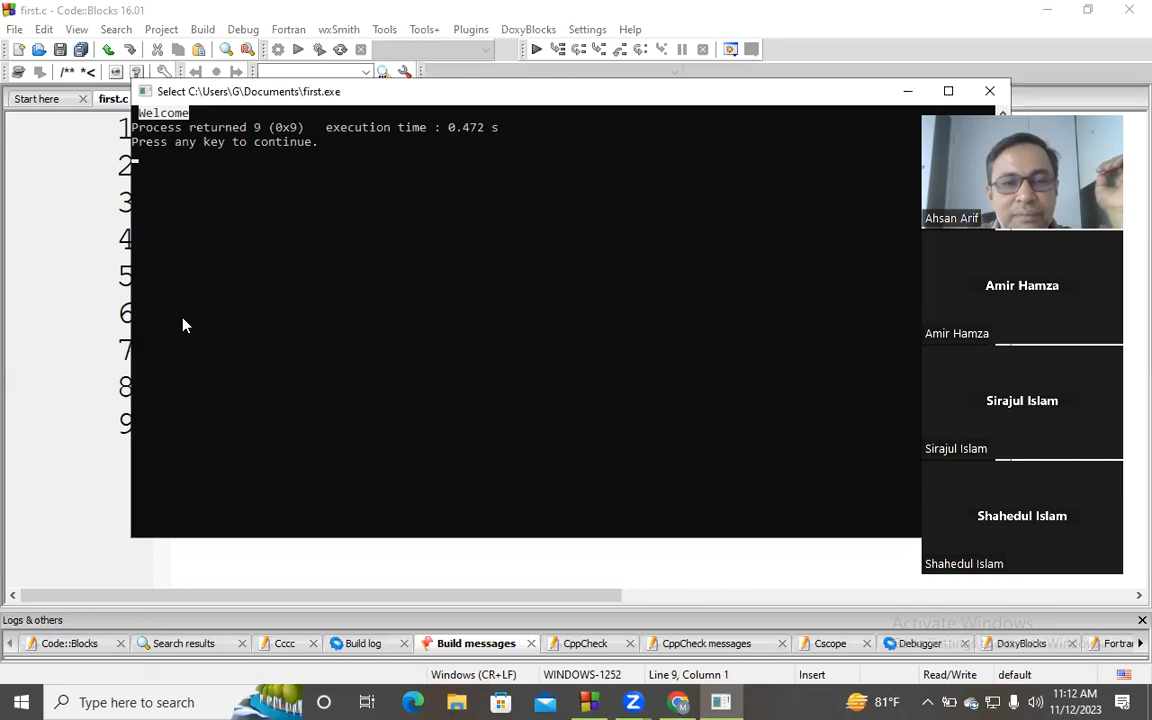 first.c - Code::Blocks 16.01
File Edit View Search Project Build Debug Fortran wxSmith Tools Tools+ Plugins DoxyBlocks Settings Help
/** *<
Start here
first.c
Select C:\Users\G\Documents\first.exe
Welcome
Process returned 9 (0x9) execution time : 0.472 s
Press any key to continue.
1
2
3
4
5
6
7
8
9
Ahsan Arif
Amir Hamza
Amir Hamza
Sirajul Islam
Sirajul Islam
Shahedul Islam
Shahedul Islam
Logs & others
Activate Windows
Code::Blocks Search results Cccc Build log Build messages CppCheck CppCheck messages Cscope Debugger DoxyBlocks Fortra
Windows (CR+LF) WINDOWS-1252 Line 9, Column 1 Insert Read/Write default
Type here to search
81°F
11:12 AM
11/12/2023